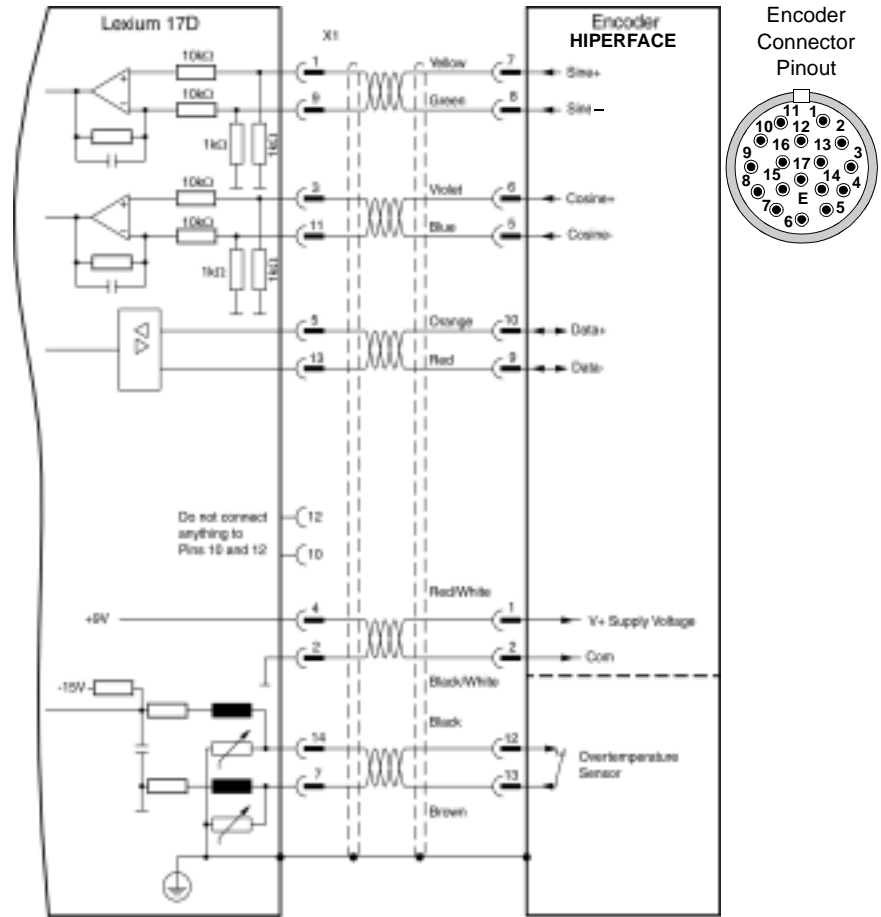 Lexium 17D
X1
Encoder
HIPERFACE
Encoder
Connector
Pinout
10kΩ
1
Yellow
7
Sine+
10kΩ
9
Green
8
Sine–
1kΩ
1kΩ
10kΩ
3
Violet
6
Cosine+
10kΩ
11
Blue
5
Cosine-
1kΩ
1kΩ
5
Orange
10
Data+
13
Red
9
Data-
Do not connect
anything to
Pins 10 and 12
12
10
Red/White
+9V
4
1
V+ Supply Voltage
2
2
Com
-15V
Black/White
Black
14
12
Overtemperature
Sensor
7
13
Brown
11 1
10 12 2
16 13
9 3
17
8 15 14 4
E
7 5
6